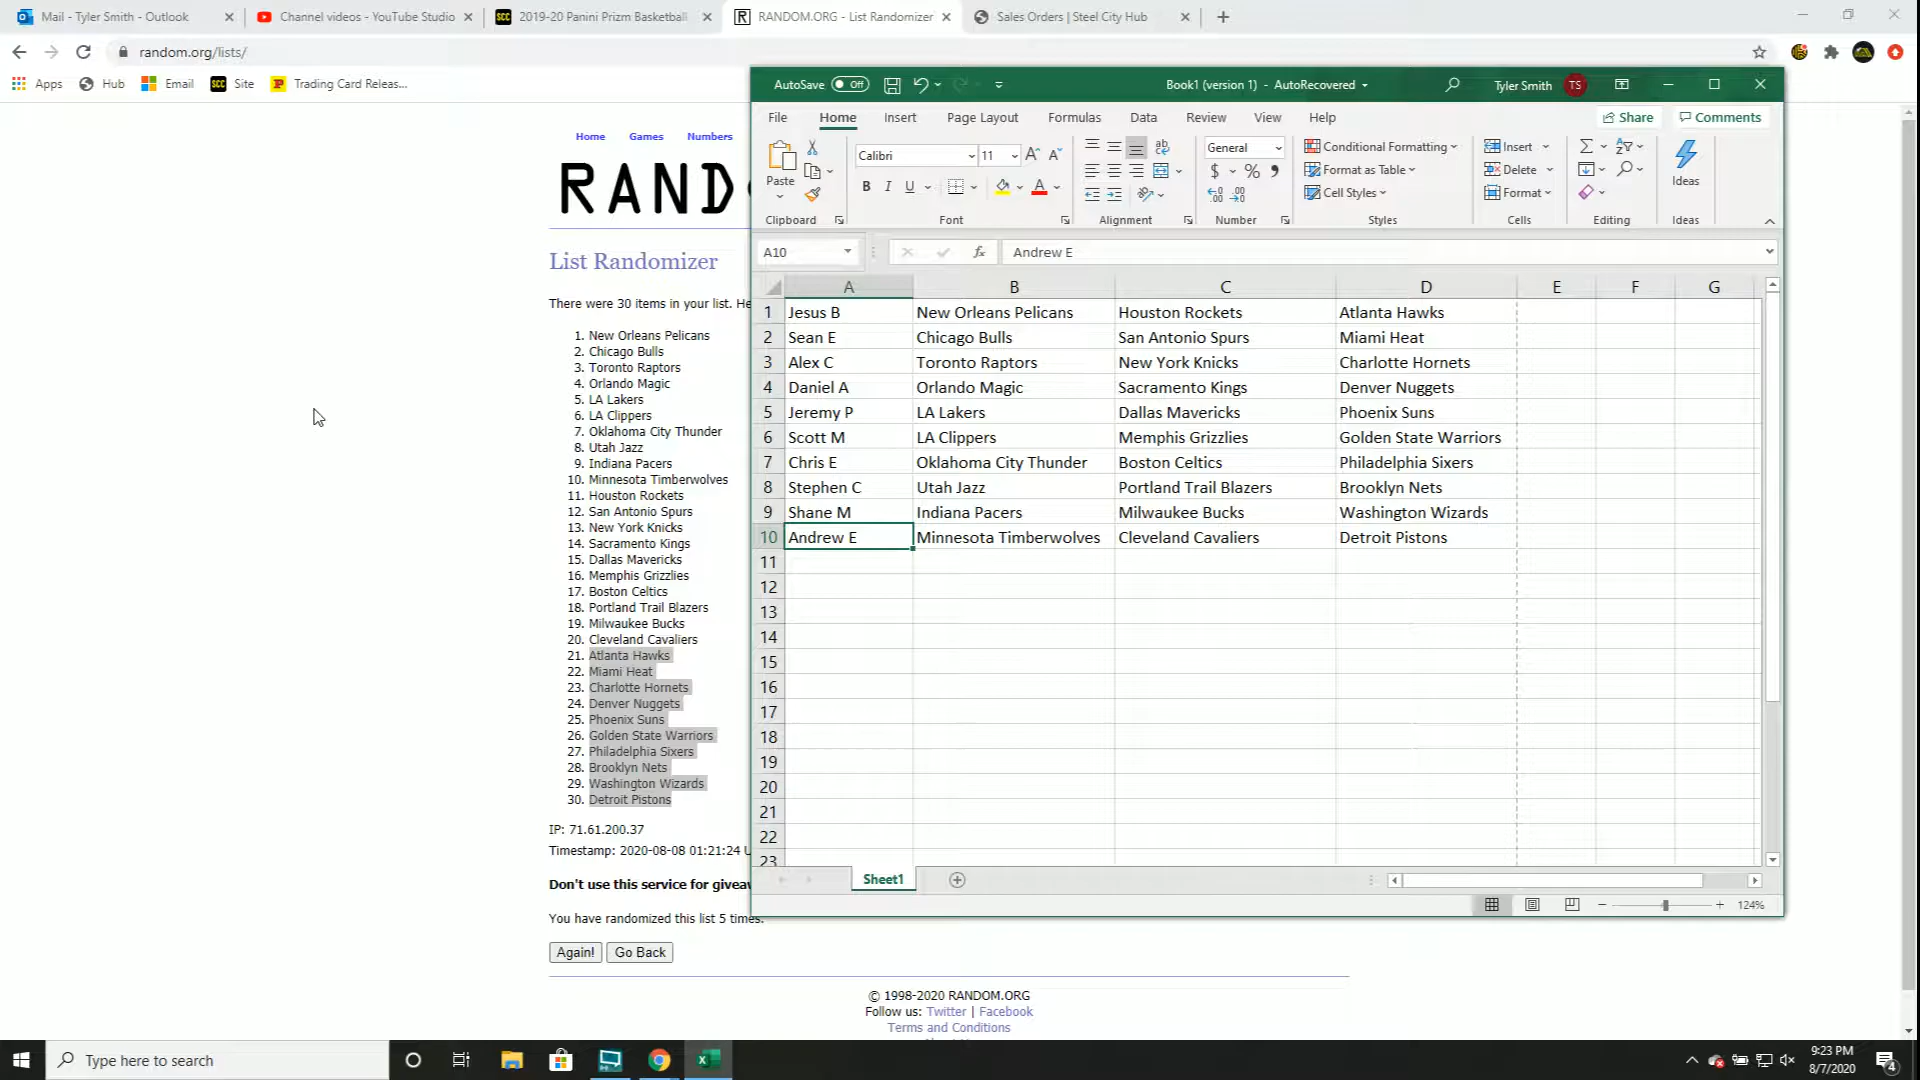 Mail - Tyler Smith - Outlook
Channel videos - YouTube Studio
2019-20 Panini Prizm Basketball
RANDOM.ORG - List Randomizer
Sales Orders | Steel City Hub
random.org/lists/
Apps
Hub
Email
Site
Trading Card Releas...
Home
Games
Numbers
RAND
List Randomizer
There were 30 items in your list. He
1. New Orleans Pelicans
2. Chicago Bulls
3. Toronto Raptors
4. Orlando Magic
5. LA Lakers
6. LA Clippers
7. Oklahoma City Thunder
8. Utah Jazz
9. Indiana Pacers
10. Minnesota Timberwolves
11. Houston Rockets
12. San Antonio Spurs
13. New York Knicks
14. Sacramento Kings
15. Dallas Mavericks
16. Memphis Grizzlies
17. Boston Celtics
18. Portland Trail Blazers
19. Milwaukee Bucks
20. Cleveland Cavaliers
21. Atlanta Hawks
22. Miami Heat
23. Charlotte Hornets
24. Denver Nuggets
25. Phoenix Suns
26. Golden State Warriors
27. Philadelphia Sixers
28. Brooklyn Nets
29. Washington Wizards
30. Detroit Pistons
IP: 71.61.200.37
Timestamp: 2020-08-08 01:21:24 U
Don't use this service for giveav
You have randomized this list 5 times.
Again!
Go Back
© 1998-2020 RANDOM.ORG
Follow us: Twitter | Facebook
Terms and Conditions
AutoSave Off
Book1 (version 1) - AutoRecovered
Tyler Smith TS
File Home Insert Page Layout Formulas Data Review View Help
Share
Comments
Paste
Clipboard
Calibri 11
B I U
Font
Alignment
General
$ % 9
Number
Conditional Formatting
Format as Table
Cell Styles
Styles
Insert
Delete
Format
Cells
Editing
Ideas
Ideas
A10 fx Andrew E
A B C D E F G
1 Jesus B New Orleans Pelicans Houston Rockets Atlanta Hawks
2 Sean E Chicago Bulls San Antonio Spurs Miami Heat
3 Alex C Toronto Raptors New York Knicks Charlotte Hornets
4 Daniel A Orlando Magic Sacramento Kings Denver Nuggets
5 Jeremy P LA Lakers Dallas Mavericks Phoenix Suns
6 Scott M LA Clippers Memphis Grizzlies Golden State Warriors
7 Chris E Oklahoma City Thunder Boston Celtics Philadelphia Sixers
8 Stephen C Utah Jazz Portland Trail Blazers Brooklyn Nets
9 Shane M Indiana Pacers Milwaukee Bucks Washington Wizards
10 Andrew E Minnesota Timberwolves Cleveland Cavaliers Detroit Pistons
11
12
13
14
15
16
17
18
19
20
21
22
23
Sheet1
124%
Type here to search
9:23 PM
8/7/2020
4